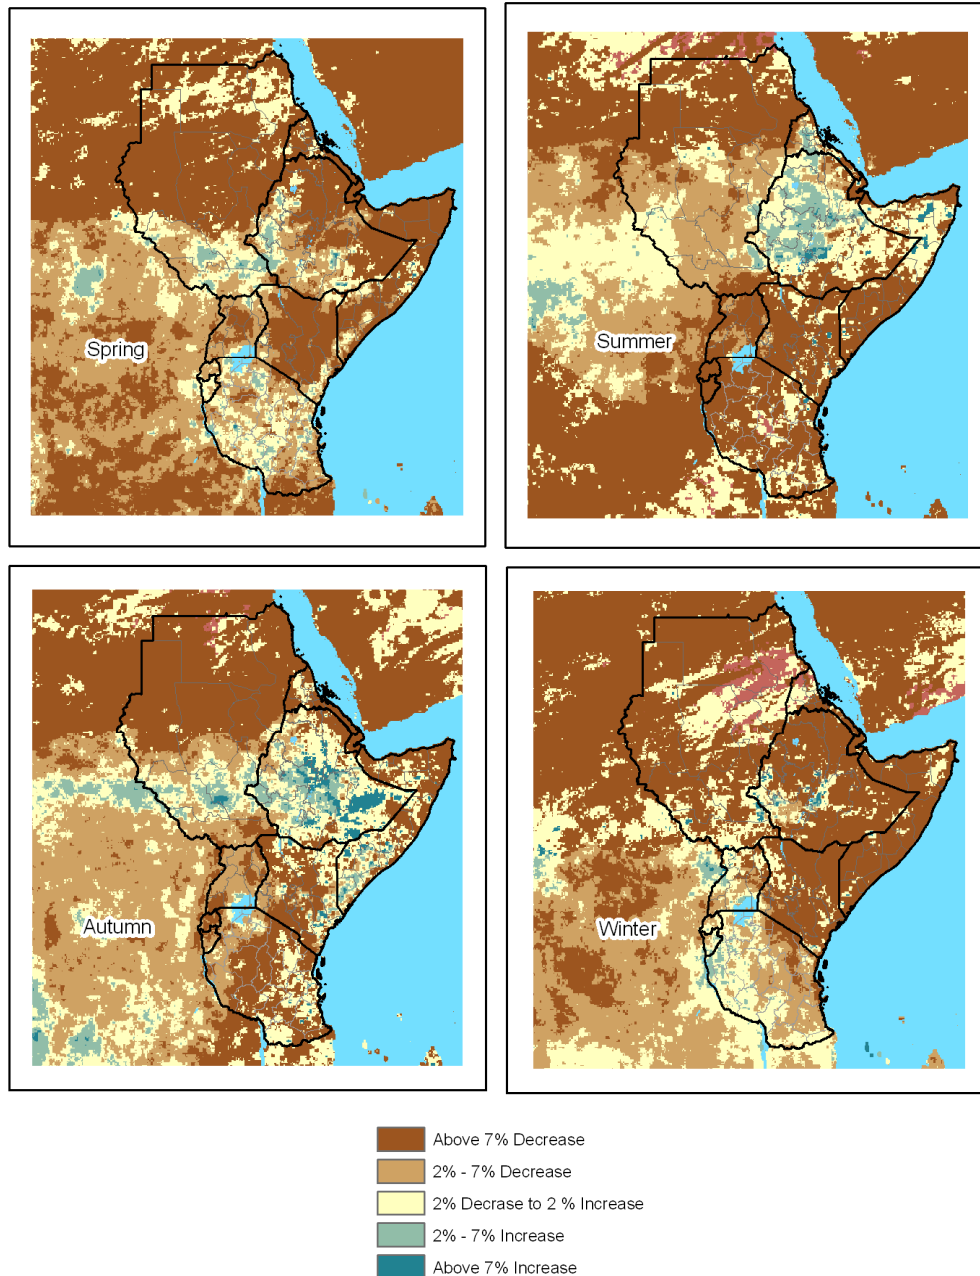 Spring
Summer
Autumn
Winter
Above 7% Decrease
2% - 7% Decrease
2% Decrase to 2 % Increase
2% - 7% Increase
Above 7% Increase